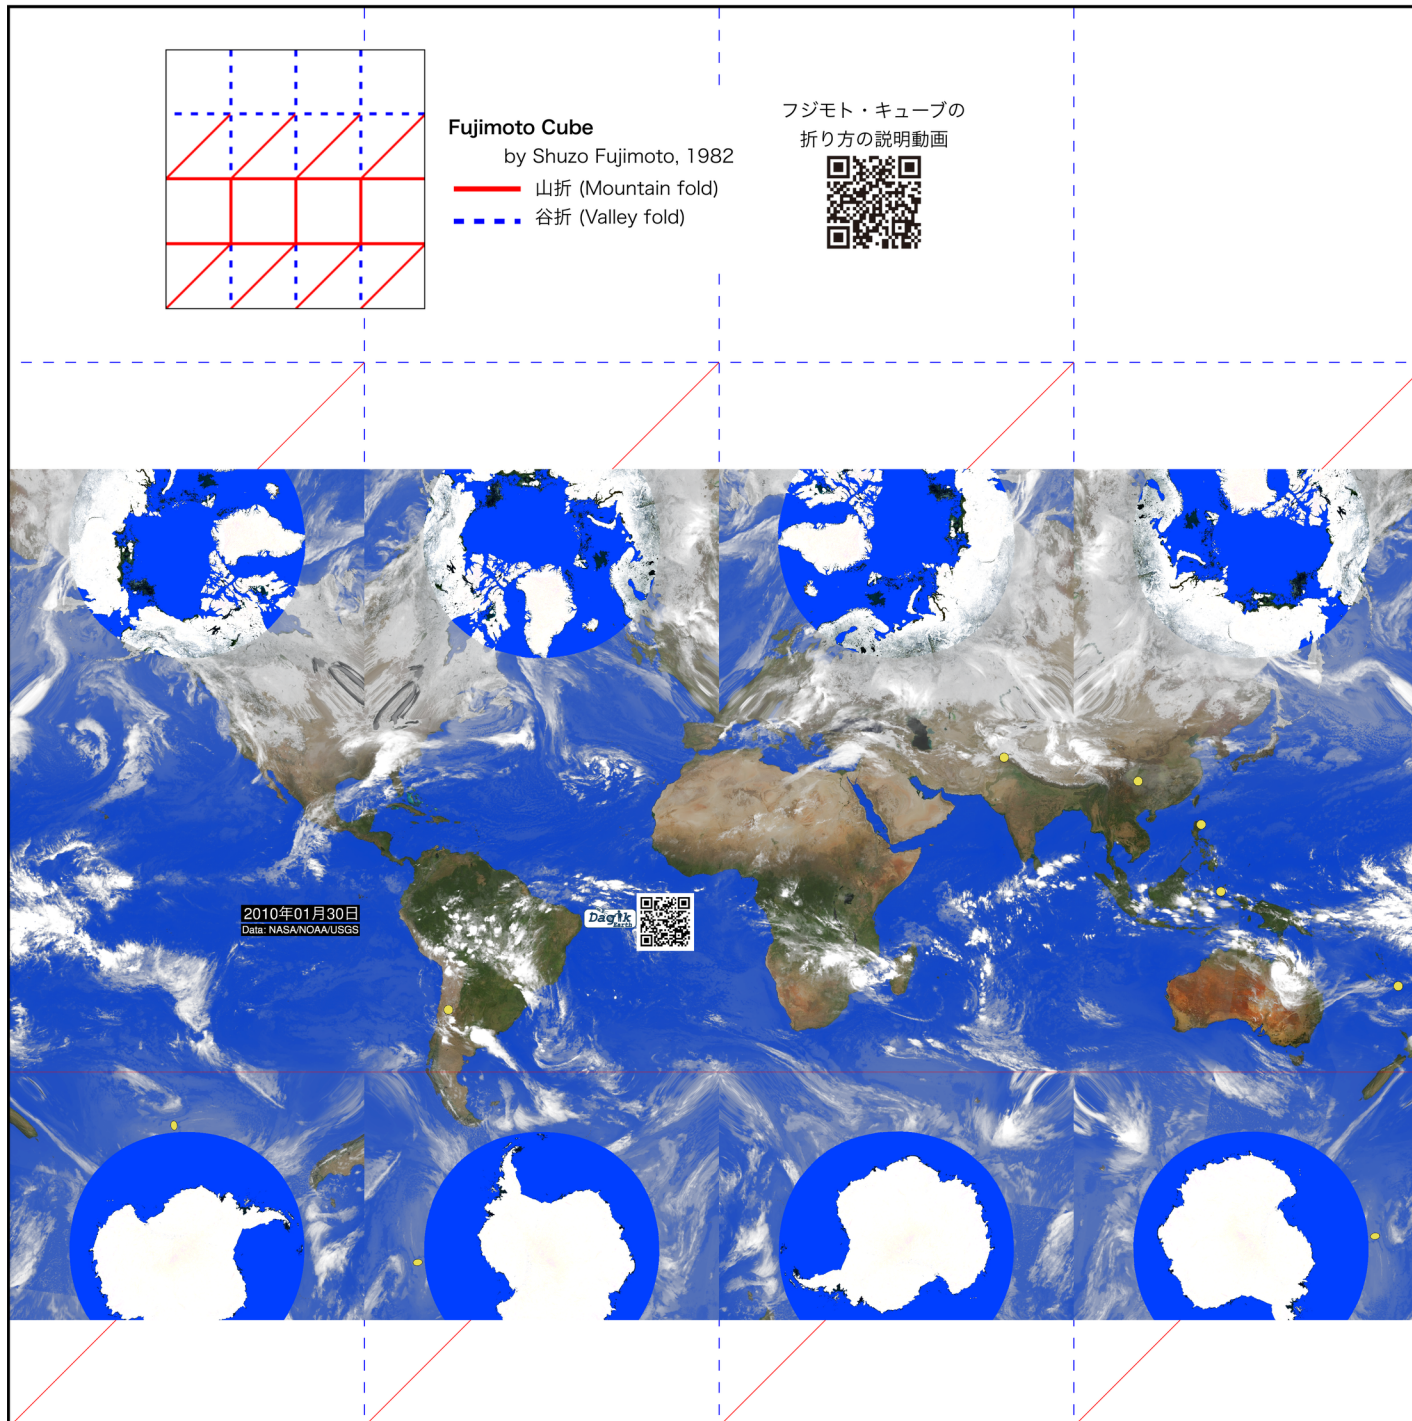 Fujimoto Cube
by Shuzo Fujimoto, 1982
山折 (Mountain fold)
谷折 (Valley fold)
フジモト・キューブの
折り方の説明動画
2010年01月30日
Data: NASA/NOAA/USGS
Dagik
Earth